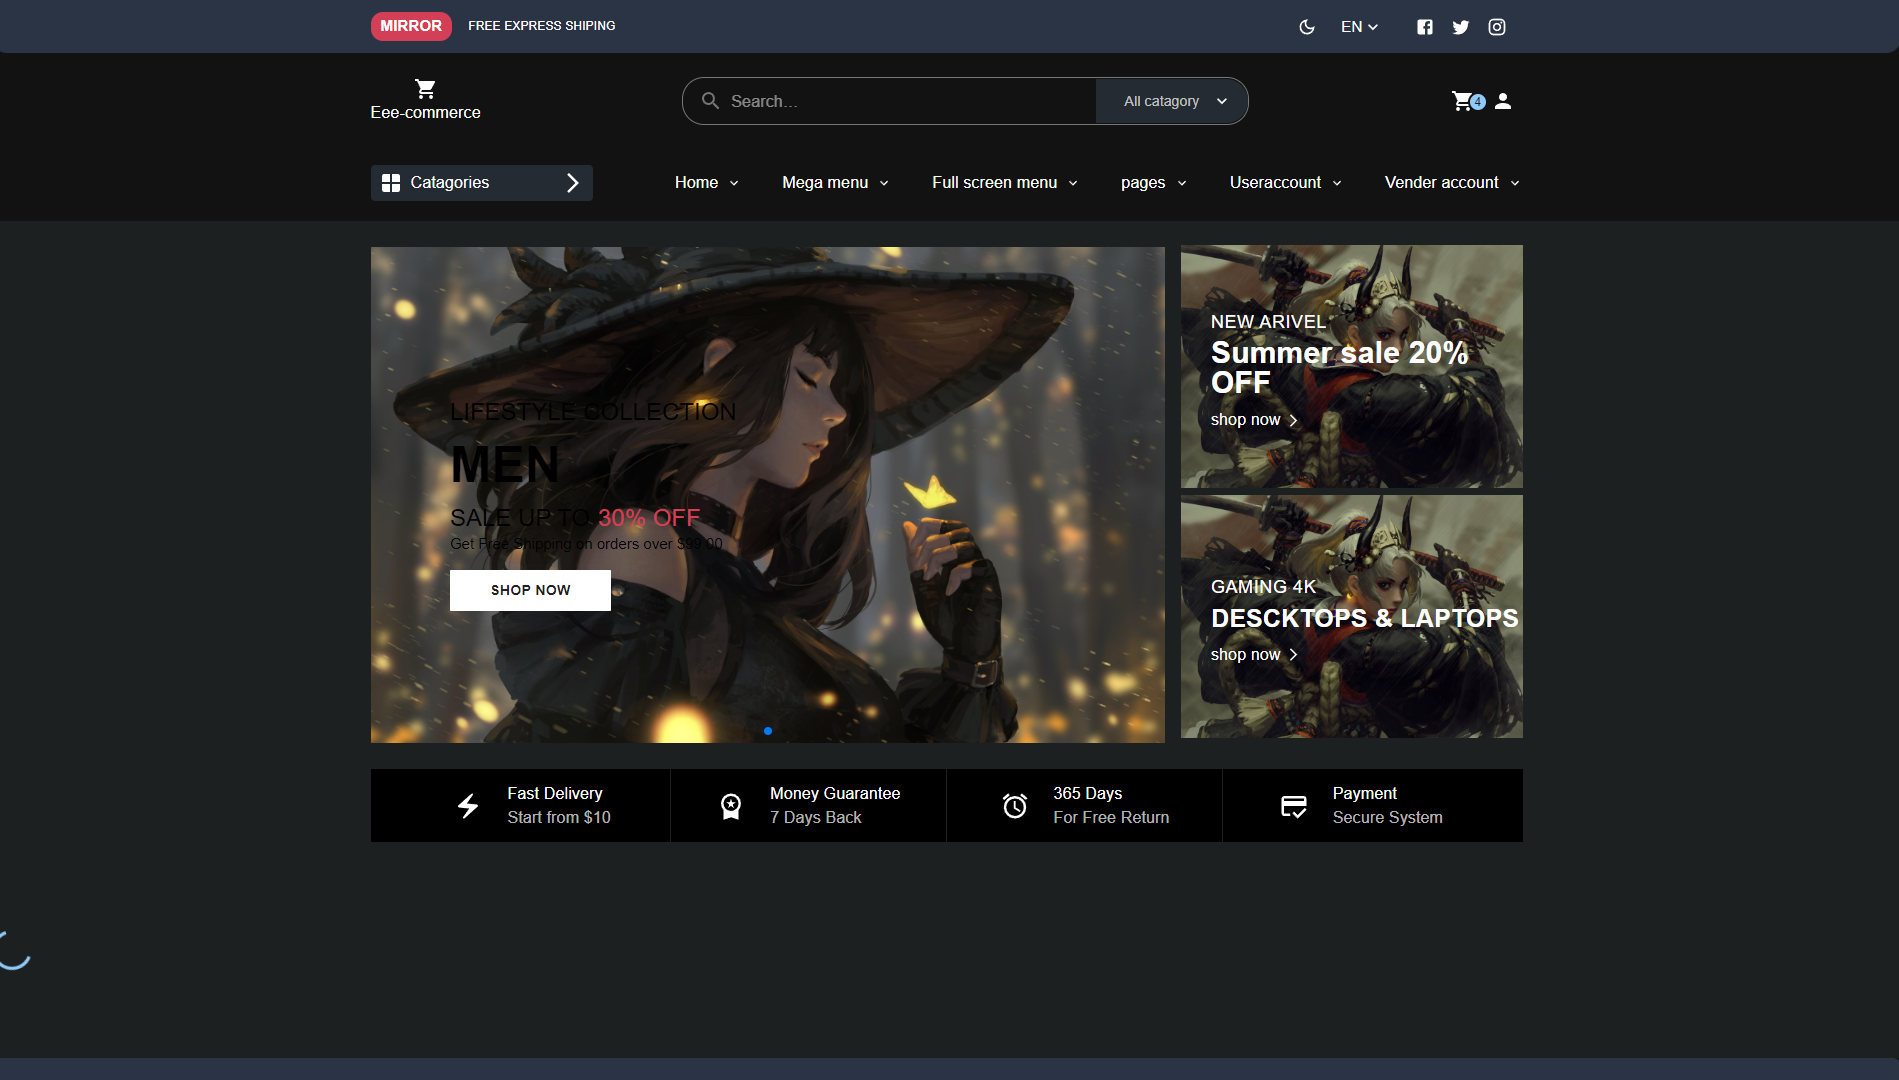 MIRROR FREE EXPRESS SHIPING EN
Eee-commerce Search… All catagory 4
Catagories Home Mega menu Full screen menu pages Useraccount Vender account
LIFESTYLE COLLECTION
MEN
SALE UP TO 30% OFF
Get Free Shipping on orders over $99.00
SHOP NOW
NEW ARIVEL
Summer sale 20%
OFF
shop now
GAMING 4K
DESCKTOPS & LAPTOPS
shop now
Fast Delivery
Start from $10
Money Guarantee
7 Days Back
365 Days
For Free Return
Payment
Secure System